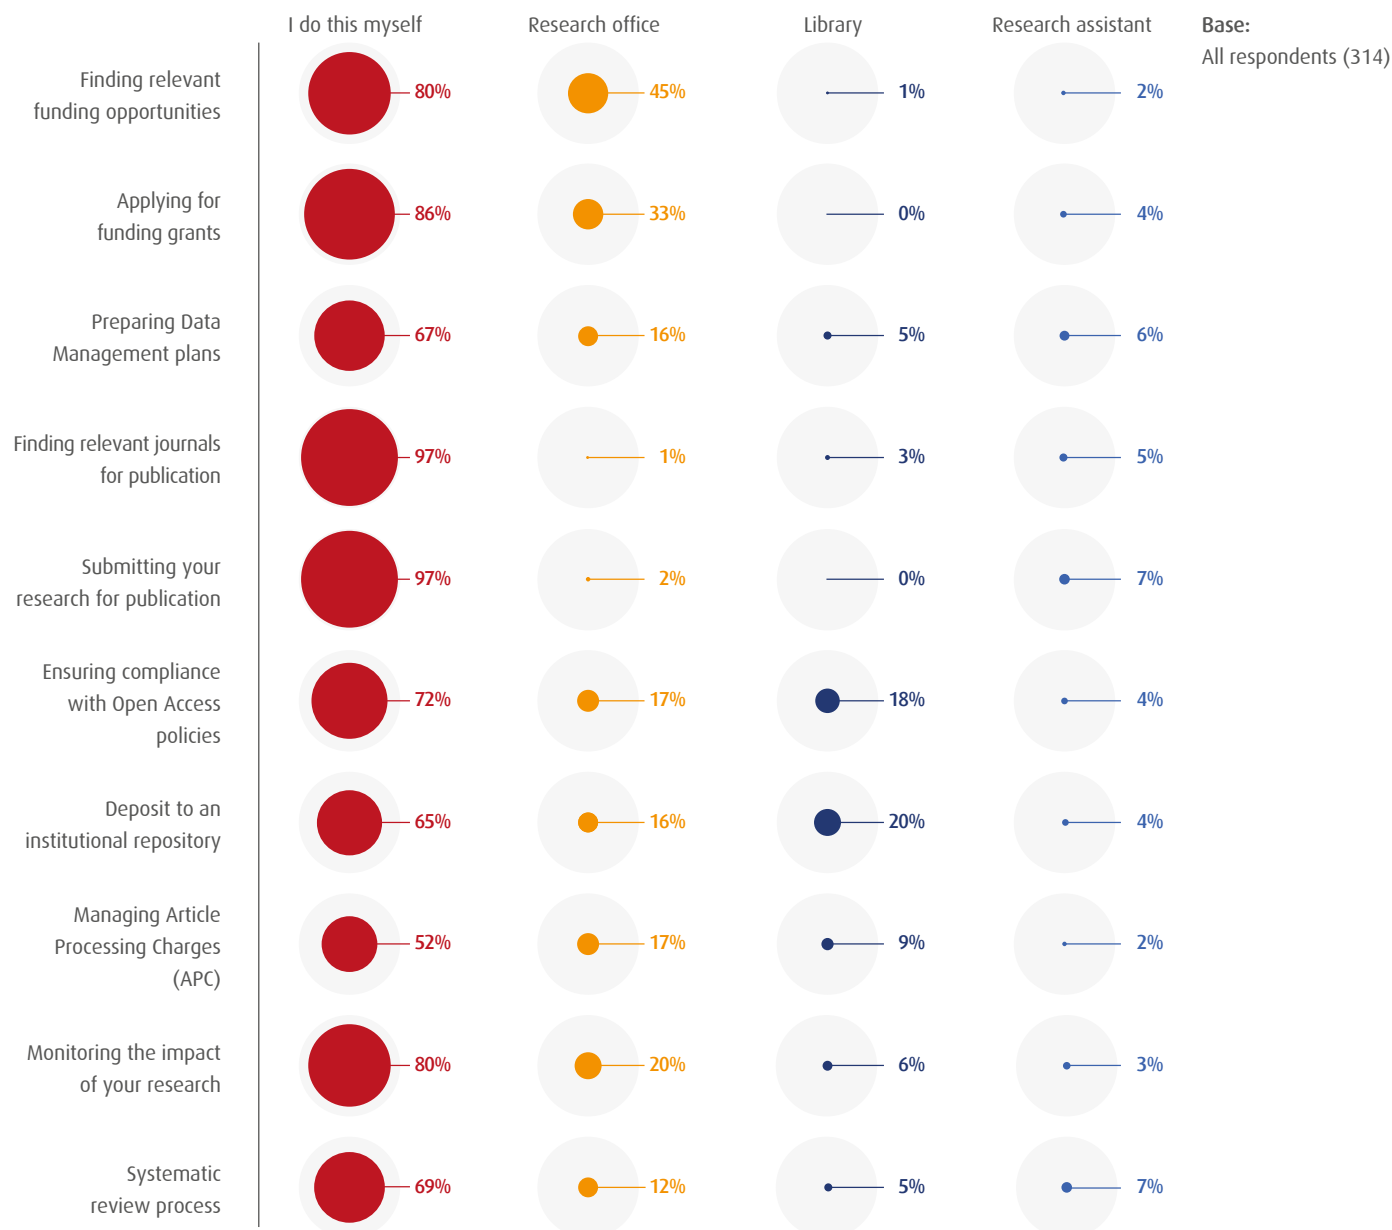 I do this myself Research office Library Research assistant Base:
All respondents (314)
Finding relevant
funding opportunities
80% 45% 1% 2%
Applying for
funding grants
86% 33% 0% 4%
Preparing Data
Management plans
67% 16% 5% 6%
Finding relevant journals
for publication
97% 1% 3% 5%
Submitting your
research for publication
97% 2% 0% 7%
Ensuring compliance
with Open Access
policies
72% 17% 18% 4%
Deposit to an
institutional repository
65% 16% 20% 4%
Managing Article
Processing Charges
(APC)
52% 17% 9% 2%
Monitoring the impact
of your research
80% 20% 6% 3%
Systematic
review process
69% 12% 5% 7%